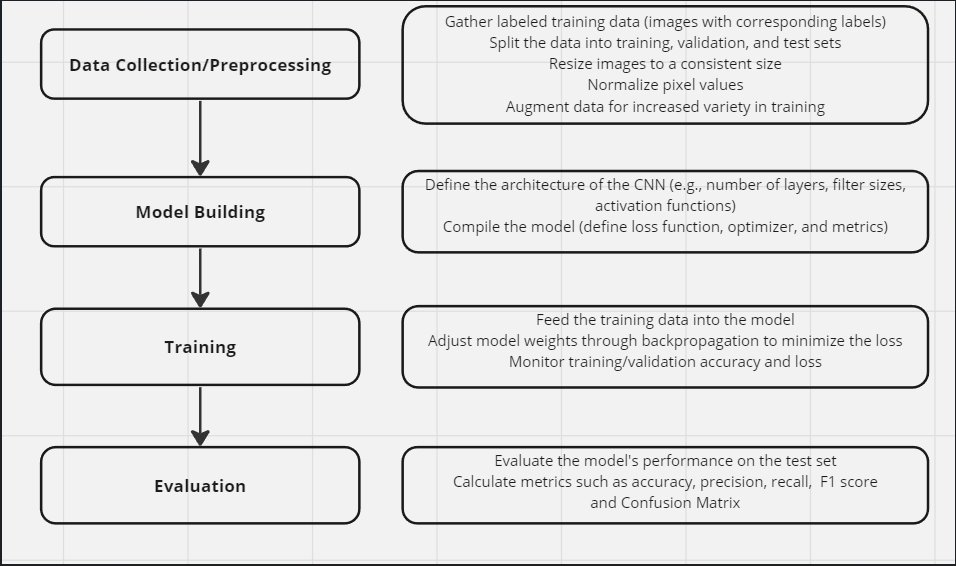 Data Collection/Preprocessing
Gather labeled training data (images with corresponding labels)
Split the data into training, validation, and test sets
Resize images to a consistent size
Normalize pixel values
Augment data for increased variety in training
Model Building
Define the architecture of the CNN (e.g., number of layers, filter sizes,
activation functions)
Compile the model (define loss function, optimizer, and metrics)
Training
Feed the training data into the model
Adjust model weights through backpropagation to minimize the loss
Monitor training/validation accuracy and loss
Evaluation
Evaluate the model's performance on the test set
Calculate metrics such as accuracy, precision, recall,  F1 score
and Confusion Matrix